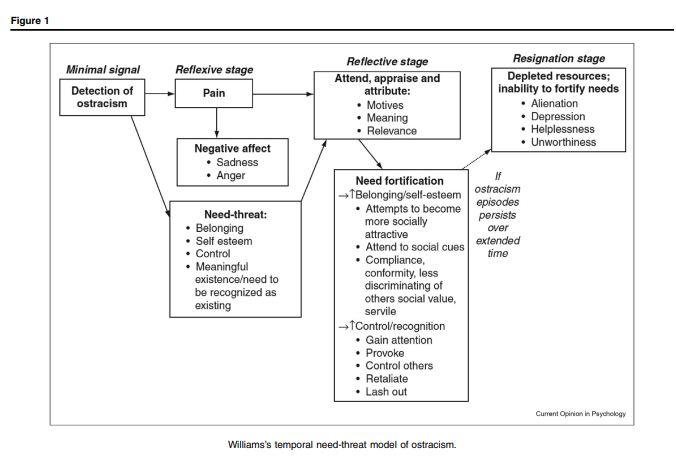 Figure 1
Minimal signal
Detection of
ostracism
Reflexive stage
Pain
Negative affect
• Sadness
• Anger
Need-threat:
• Belonging
• Self esteem
• Control
• Meaningful
existence/need to
be recognized as
existing
Reflective stage
Attend, appraise and
attribute:
• Motives
• Meaning
• Relevance
Need fortification
→↑Belonging/self-esteem
• Attempts to become
more socially
attractive
• Attend to social cues
• Compliance,
conformity, less
discriminating of
others social value,
servile
→↑Control/recognition
• Gain attention
• Provoke
• Control others
• Retaliate
• Lash out
Resignation stage
Depleted resources;
inability to fortify needs
• Alienation
• Depression
• Helplessness
• Unworthiness
If
ostracism
episodes
persists
over
extended
time
Current Opinion in Psychology
Williams's temporal need-threat model of ostracism.